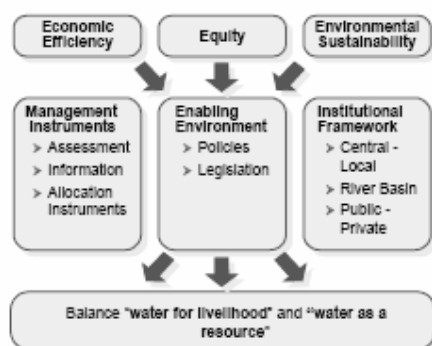 Economic
Efficiency
Equity
Environmental
Sustainability
Management
Instruments
➤ Assessment
➤ Information
➤ Allocation
Instruments
Enabling
Environment
➤ Policies
➤ Legislation
Institutional
Framework
➤ Central -
Local
➤ River Basin
➤ Public -
Private
Balance "water for livelihood" and "water as a
resource"